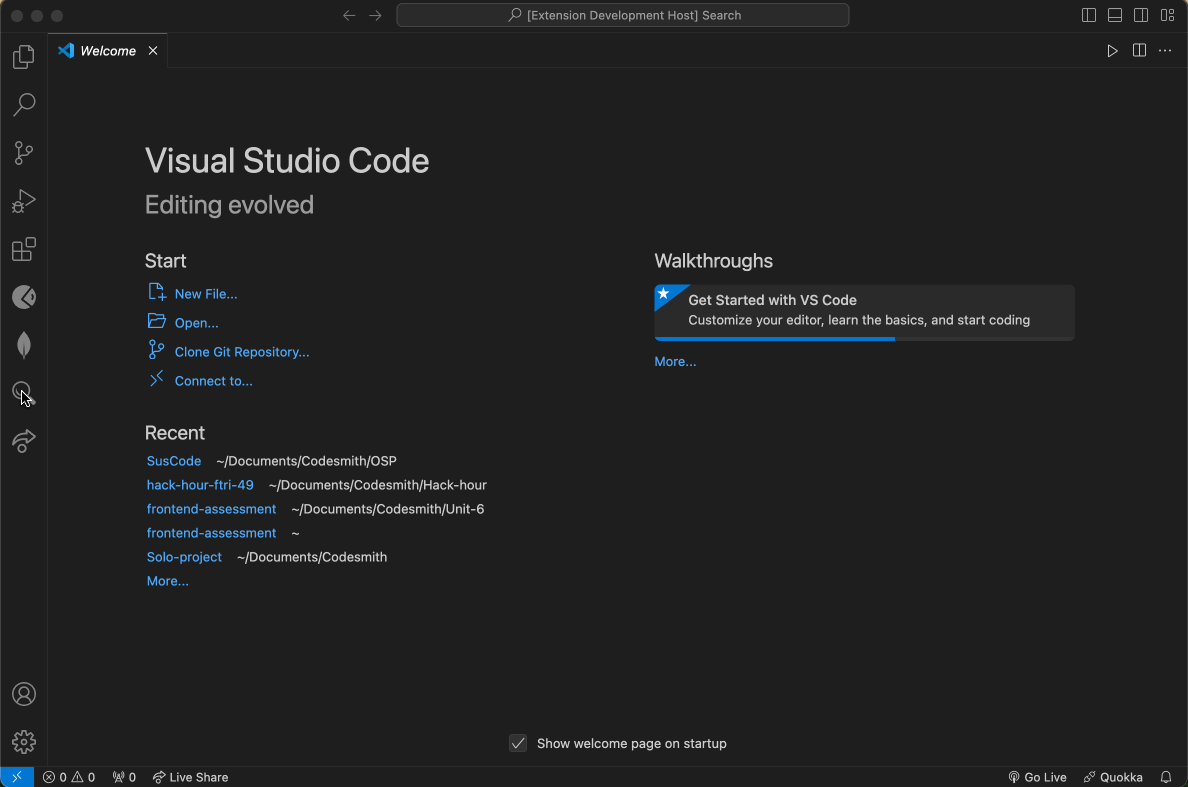 [Extension Development Host] Search
Welcome
Visual Studio Code
Editing evolved
Start
New File...
Open...
Clone Git Repository...
Connect to...
Recent
SusCode ~/Documents/Codesmith/OSP
hack-hour-ftri-49 ~/Documents/Codesmith/Hack-hour
frontend-assessment ~/Documents/Codesmith/Unit-6
frontend-assessment ~
Solo-project ~/Documents/Codesmith
More...
Walkthroughs
Get Started with VS Code
Customize your editor, learn the basics, and start coding
More...
Show welcome page on startup
0 0 0 Live Share Go Live Quokka